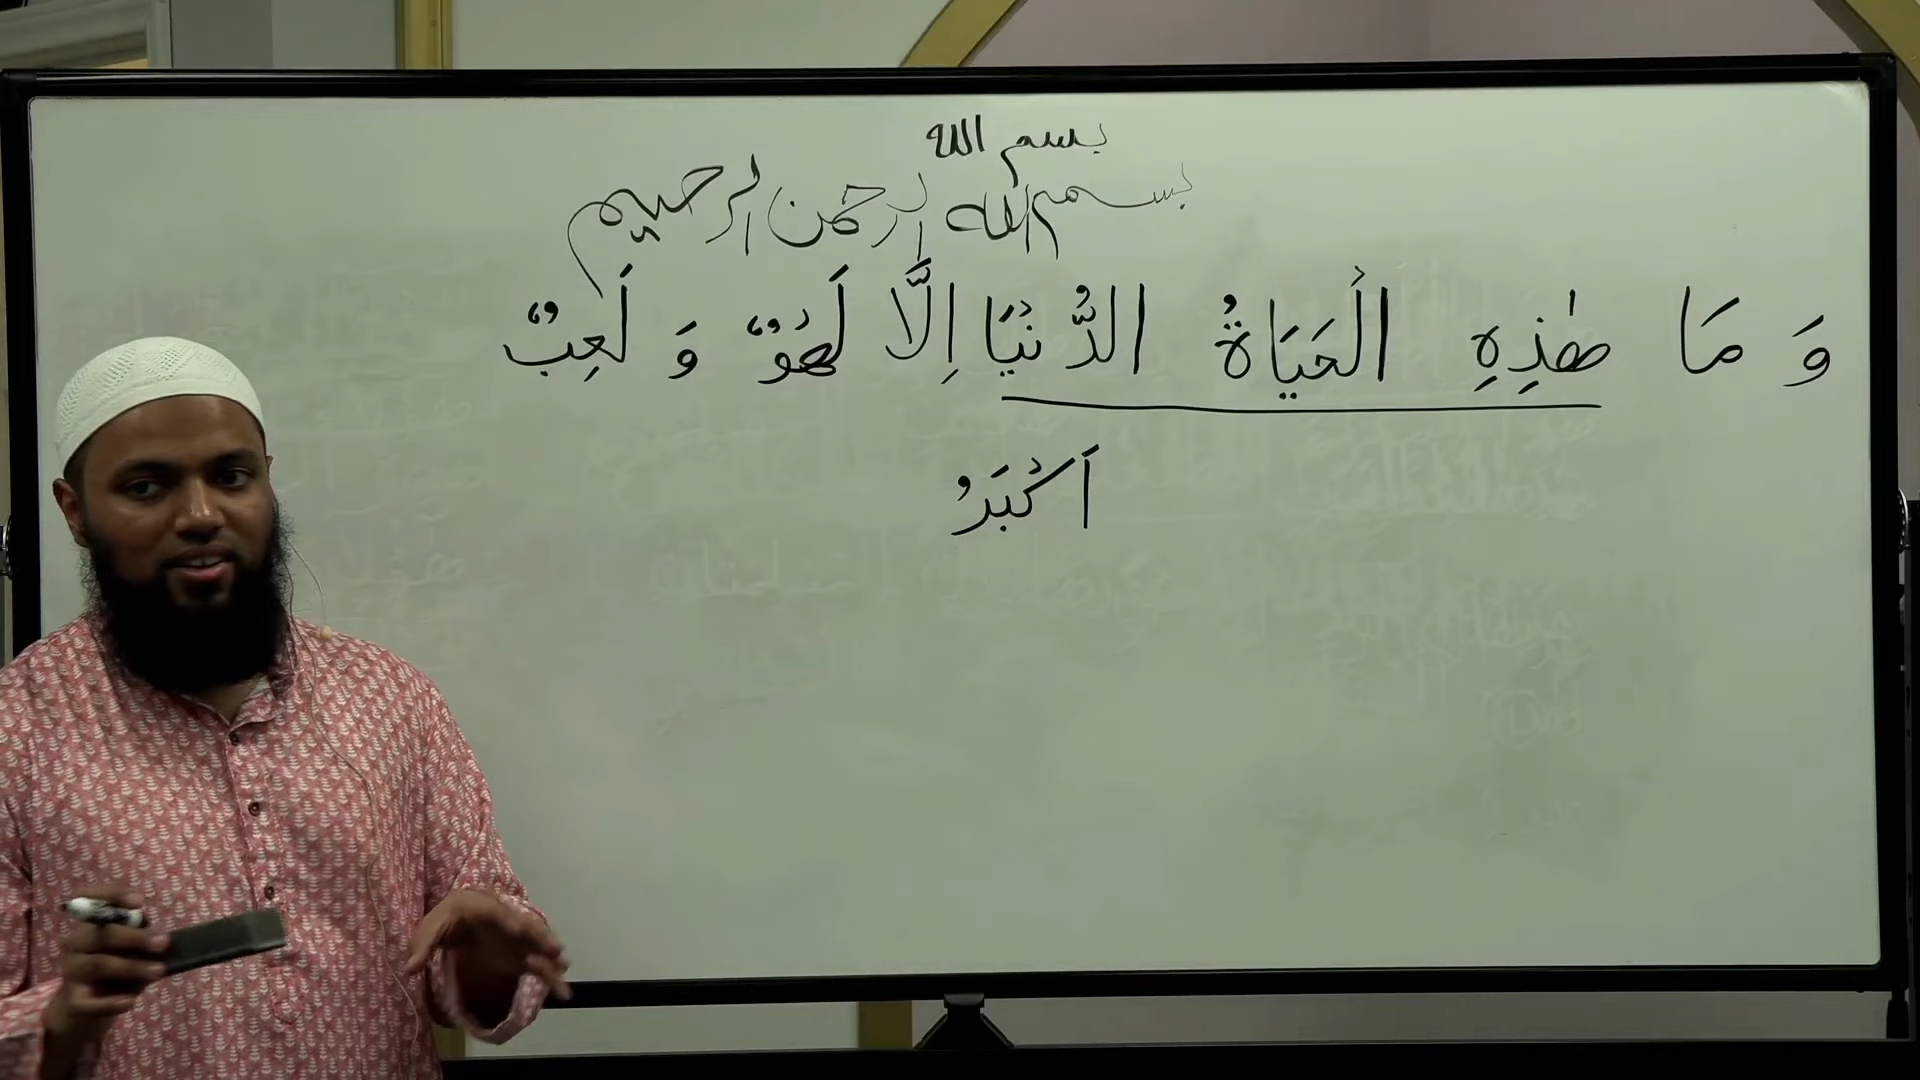 بسم الله
بسم الله الرحمن الرحيم
وَ مَا هٰذِهِ الْحَيَاةُ الدُّنْيَا اِلَّا لَهْوٌ وَ لَعِبٌ
اَكْبَرُ